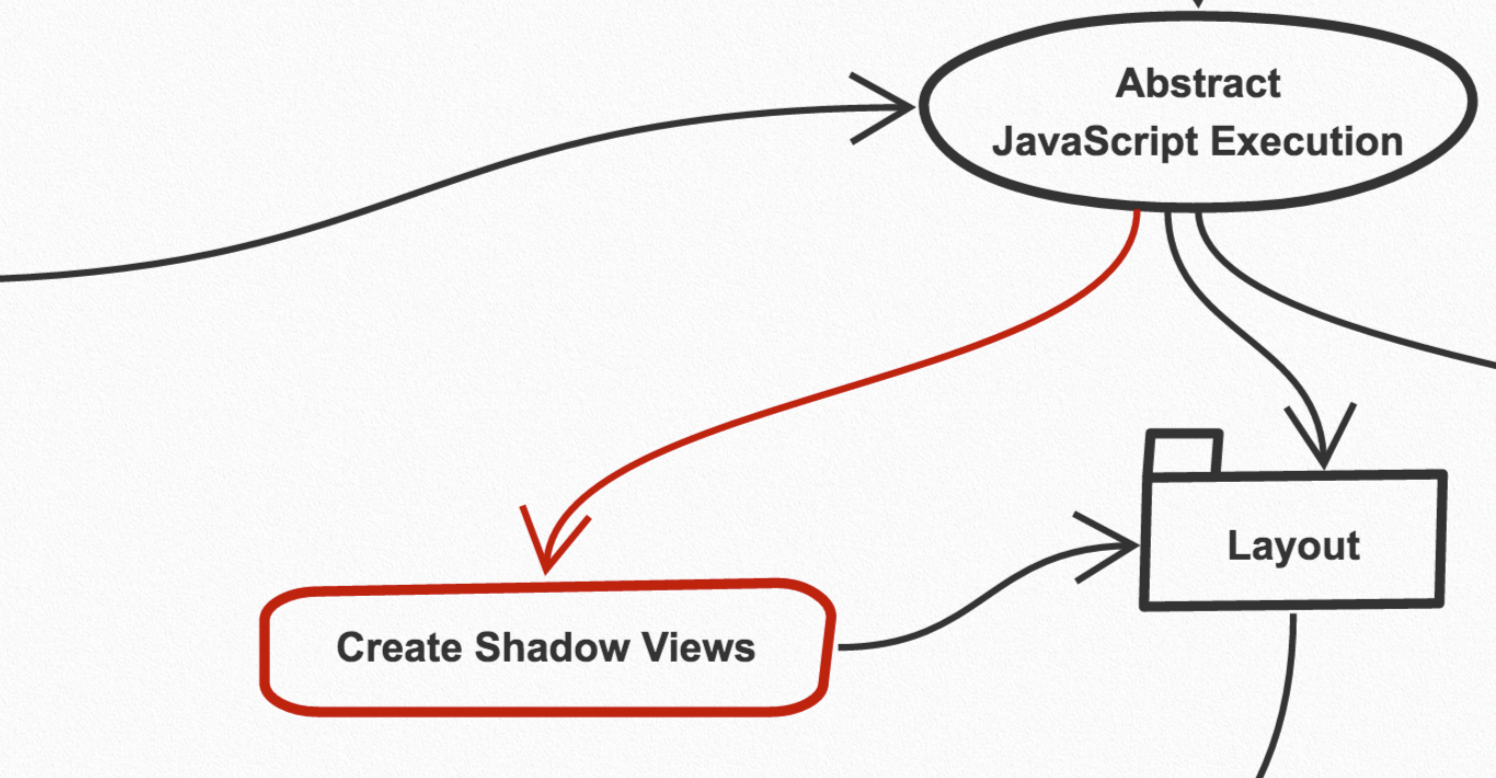 Abstract
JavaScript Execution
Layout
Create Shadow Views